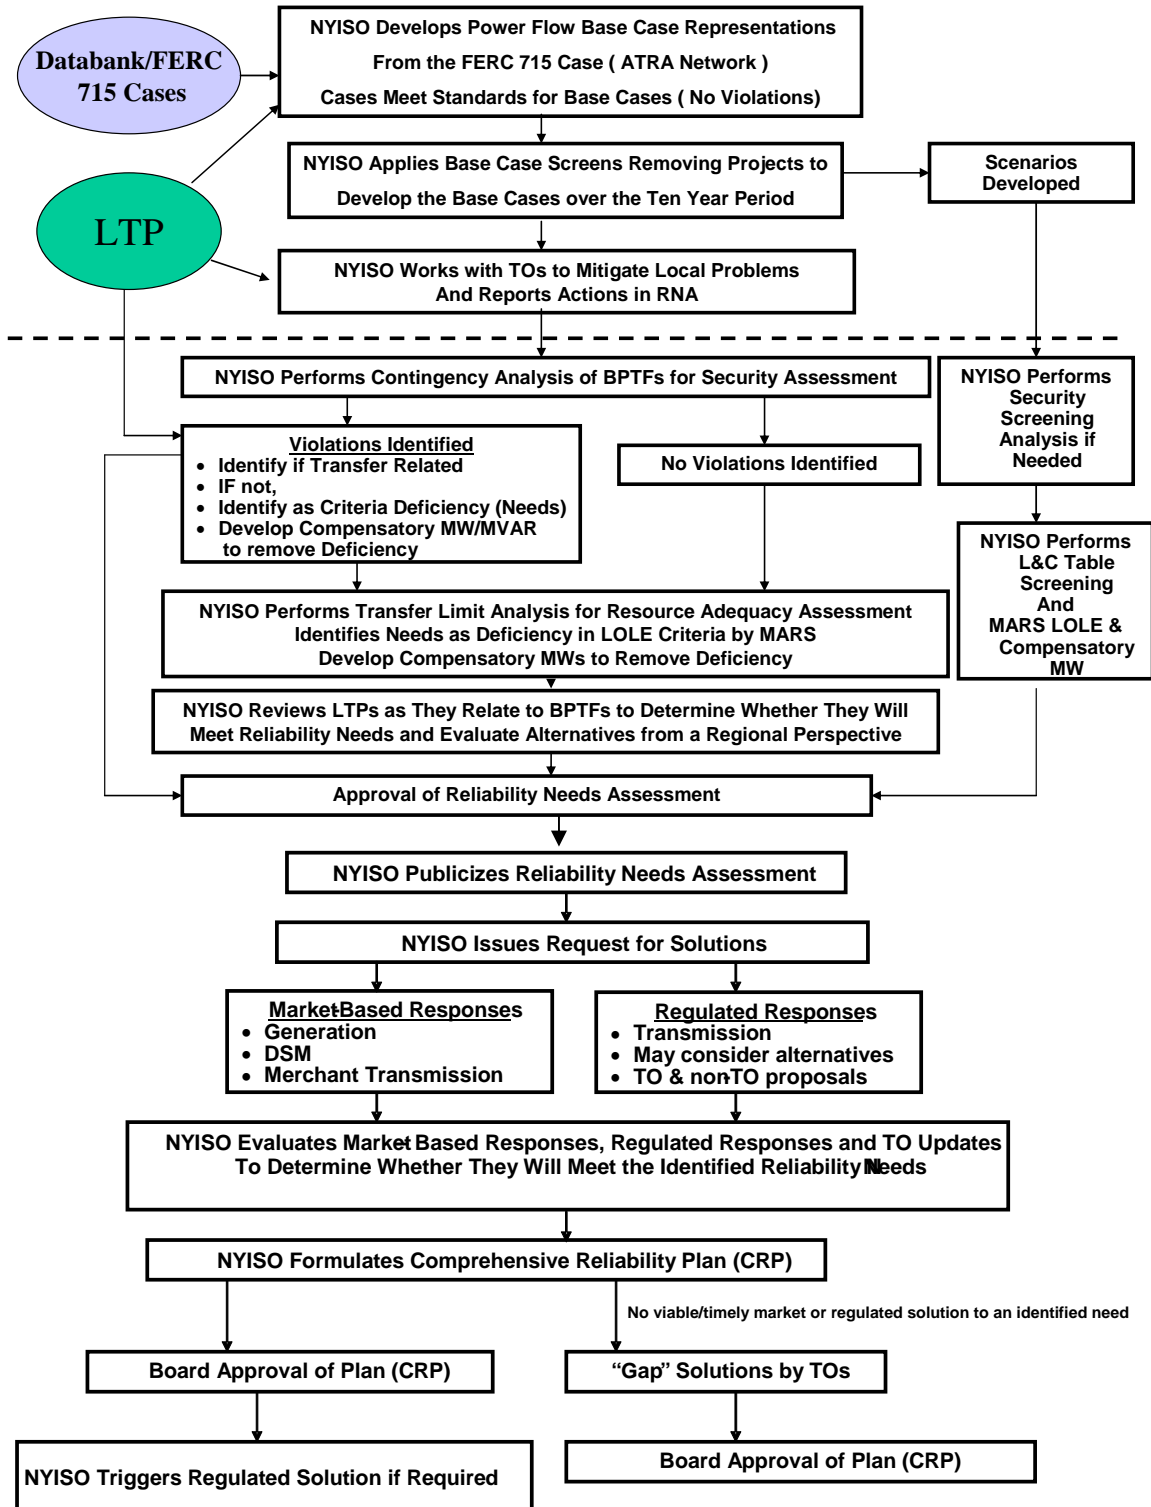 NYISO Develops Power Flow Base Case Representations
From the FERC 715 Case ( ATRA Network )
Cases Meet Standards for Base Cases ( No Violations)
Databank/FERC
715 Cases
NYISO Applies Base Case Screens Removing Projects to
Develop the Base Cases over the Ten Year Period
Scenarios
Developed
LTP
NYISO Works with TOs to Mitigate Local Problems
And Reports Actions in RNA
NYISO Performs Contingency Analysis of BPTFs for Security Assessment
NYISO Performs
Security
Screening
Analysis if
Needed
Violations Identified
• Identify if Transfer Related
• IF not,
• Identify as Criteria Deficiency (Needs)
• Develop Compensatory MW/MVAR
to remove Deficiency
No Violations Identified
NYISO Performs
L&C Table
Screening
And
MARS LOLE &
Compensatory
MW
NYISO Performs Transfer Limit Analysis for Resource Adequacy Assessment
Identifies Needs as Deficiency in LOLE Criteria by MARS
Develop Compensatory MWs to Remove Deficiency
NYISO Reviews LTPs as They Relate to BPTFs to Determine Whether They Will
Meet Reliability Needs and Evaluate Alternatives from a Regional Perspective
Approval of Reliability Needs Assessment
NYISO Publicizes Reliability Needs Assessment
NYISO Issues Request for Solutions
Market-Based Responses
• Generation
• DSM
• Merchant Transmission
Regulated Responses
• Transmission
• May consider alternatives
• TO & non-TO proposals
NYISO Evaluates Market- Based Responses, Regulated Responses and TO Updates
To Determine Whether They Will Meet the Identified Reliability Needs
NYISO Formulates Comprehensive Reliability Plan (CRP)
No viable/timely market or regulated solution to an identified need
Board Approval of Plan (CRP)
“Gap” Solutions by TOs
NYISO Triggers Regulated Solution if Required
Board Approval of Plan (CRP)